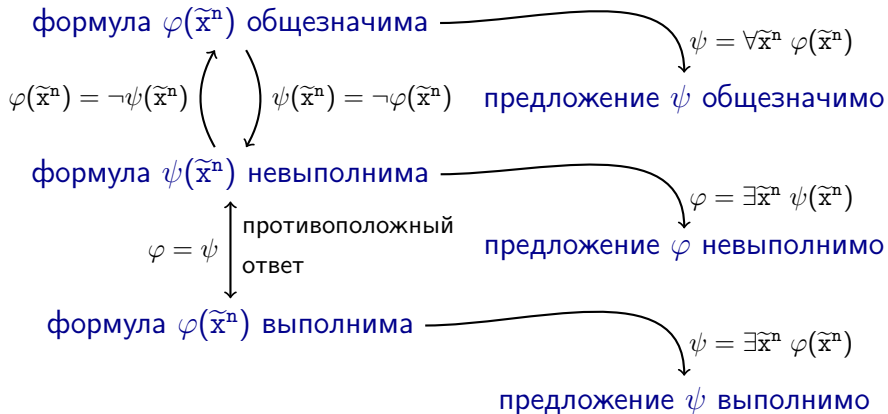 формула φ(x̃ⁿ) общезначима
ψ = ∀x̃ⁿ φ(x̃ⁿ)
φ(x̃ⁿ) = ¬ψ(x̃ⁿ)
ψ(x̃ⁿ) = ¬φ(x̃ⁿ)
предложение ψ общезначимо
формула ψ(x̃ⁿ) невыполнима
φ = ∃x̃ⁿ ψ(x̃ⁿ)
φ = ψ
противоположный
ответ
предложение φ невыполнимо
формула φ(x̃ⁿ) выполнима
ψ = ∃x̃ⁿ φ(x̃ⁿ)
предложение ψ выполнимо